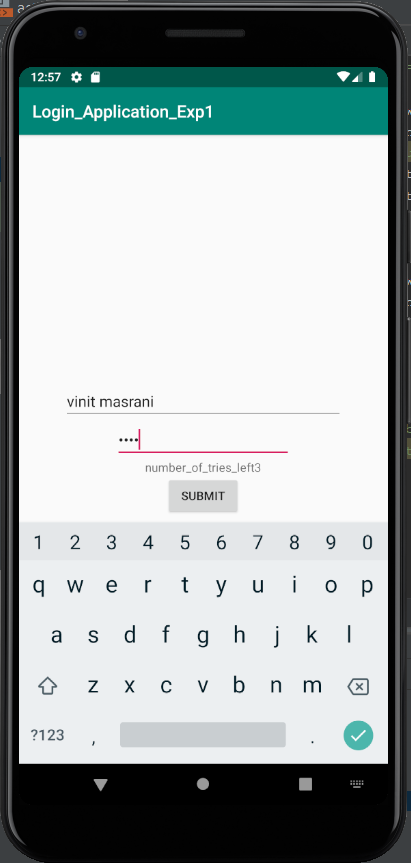 12:57
Login_Application_Exp1
vinit masrani
••••
number_of_tries_left3
SUBMIT
1 2 3 4 5 6 7 8 9 0
q w e r t y u i o p
a s d f g h j k l
z x c v b n m
?123 , .